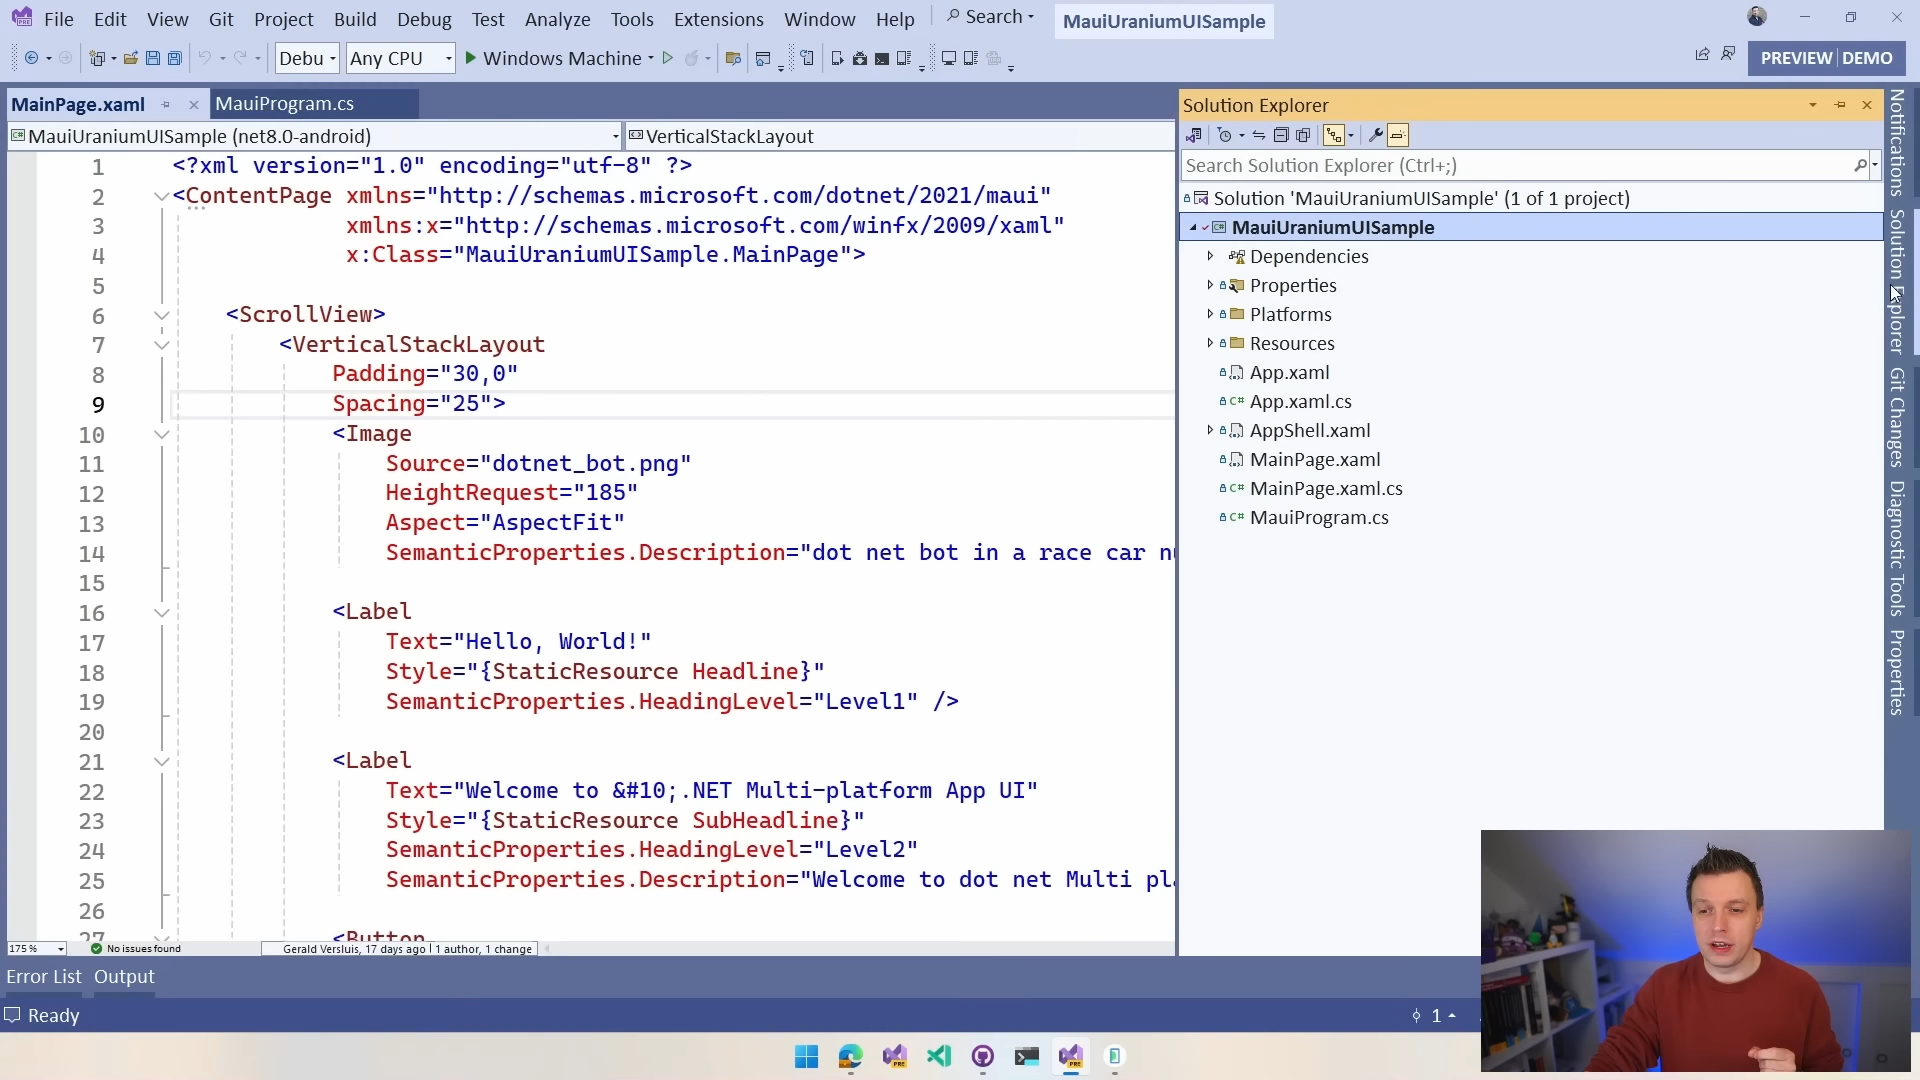 File Edit View Git Project Build Debug Test Analyze Tools Extensions Window Help Search MauiUraniumUISample
Debu Any CPU Windows Machine PREVIEW DEMO
MainPage.xaml MauiProgram.cs
MauiUraniumUISample (net8.0-android) VerticalStackLayout
1 <?xml version="1.0" encoding="utf-8" ?>
2 <ContentPage xmlns="http://schemas.microsoft.com/dotnet/2021/maui"
3 xmlns:x="http://schemas.microsoft.com/winfx/2009/xaml"
4 x:Class="MauiUraniumUISample.MainPage">
5
6 <ScrollView>
7 <VerticalStackLayout
8 Padding="30,0"
9 Spacing="25">
10 <Image
11 Source="dotnet_bot.png"
12 HeightRequest="185"
13 Aspect="AspectFit"
14 SemanticProperties.Description="dot net bot in a race car
15
16 <Label
17 Text="Hello, World!"
18 Style="{StaticResource Headline}"
19 SemanticProperties.HeadingLevel="Level1" />
20
21 <Label
22 Text="Welcome to &#10;.NET Multi-platform App UI"
23 Style="{StaticResource SubHeadline}"
24 SemanticProperties.HeadingLevel="Level2"
25 SemanticProperties.Description="Welcome to dot net Multi
26
27 <Button
175 % No issues found Gerald Versluis, 17 days ago | 1 author, 1 change
Error List Output
Ready 1
Solution Explorer
Search Solution Explorer (Ctrl+;)
Solution 'MauiUraniumUISample' (1 of 1 project)
MauiUraniumUISample
Dependencies
Properties
Platforms
Resources
App.xaml
App.xaml.cs
AppShell.xaml
MainPage.xaml
MainPage.xaml.cs
MauiProgram.cs
Notifications
Solution Explorer
Git Changes
Diagnostic Tools
Properties